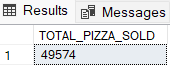 Results Messages
TOTAL_PIZZA_SOLD
1 49574